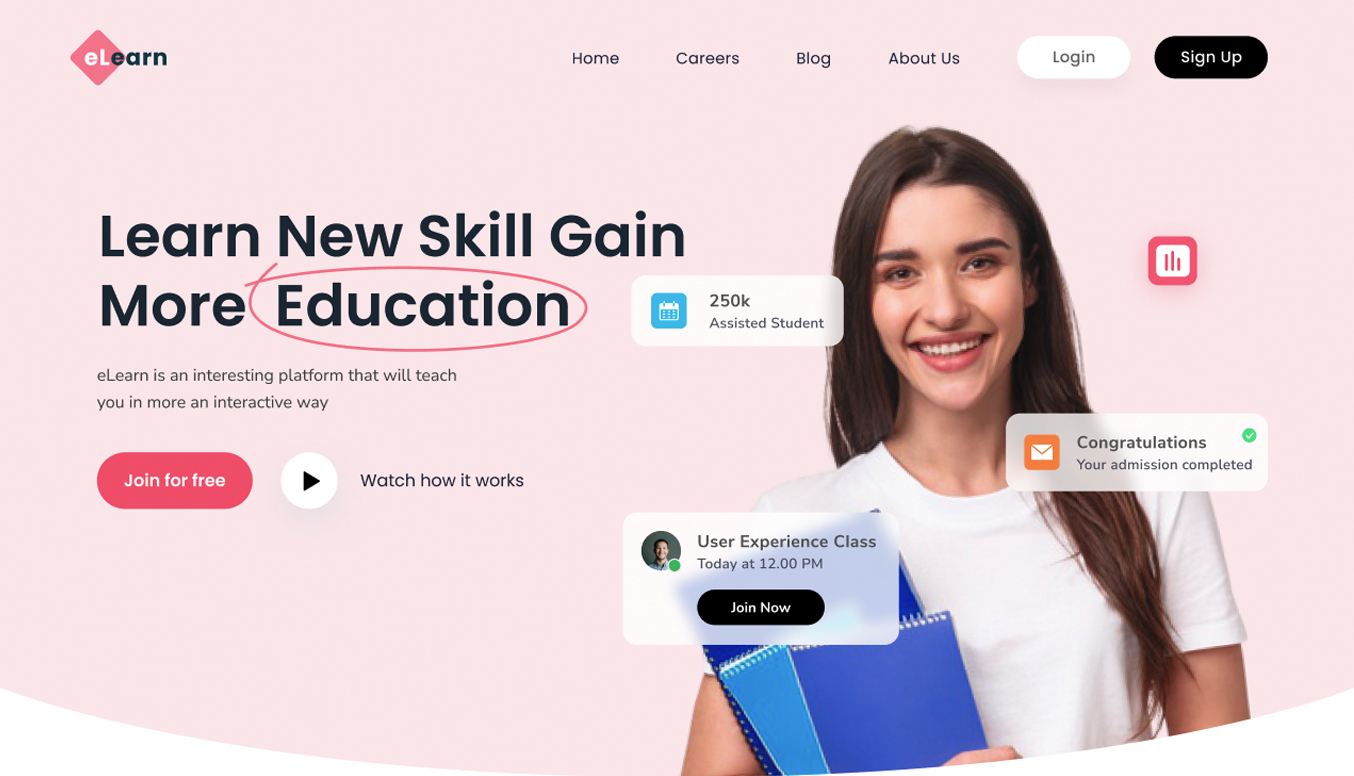 eLearn
Home
Careers
Blog
About Us
Login
Sign Up
Learn New Skill Gain
More Education
250k
Assisted Student
eLearn is an interesting platform that will teach
you in more an interactive way
Congratulations
Your admission completed
Join for free
Watch how it works
User Experience Class
Today at 12.00 PM
Join Now